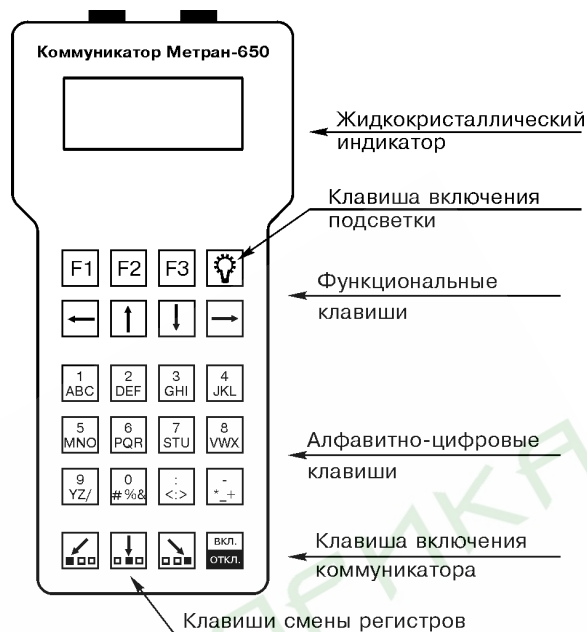 Коммуникатор Метран-650
Жидкокристаллический
индикатор
Клавиша включения
подсветки
F1 F2 F3
Функциональные
клавиши
1 2 3 4
ABC DEF GHI JKL
5 6 7 8
MNO PQR STU VWX
Алфавитно-цифровые
клавиши
9 0 : -
YZ/ #%& <:> *_+
ВКЛ.
ОТКЛ.
Клавиша включения
коммуникатора
Клавиши смены регистров